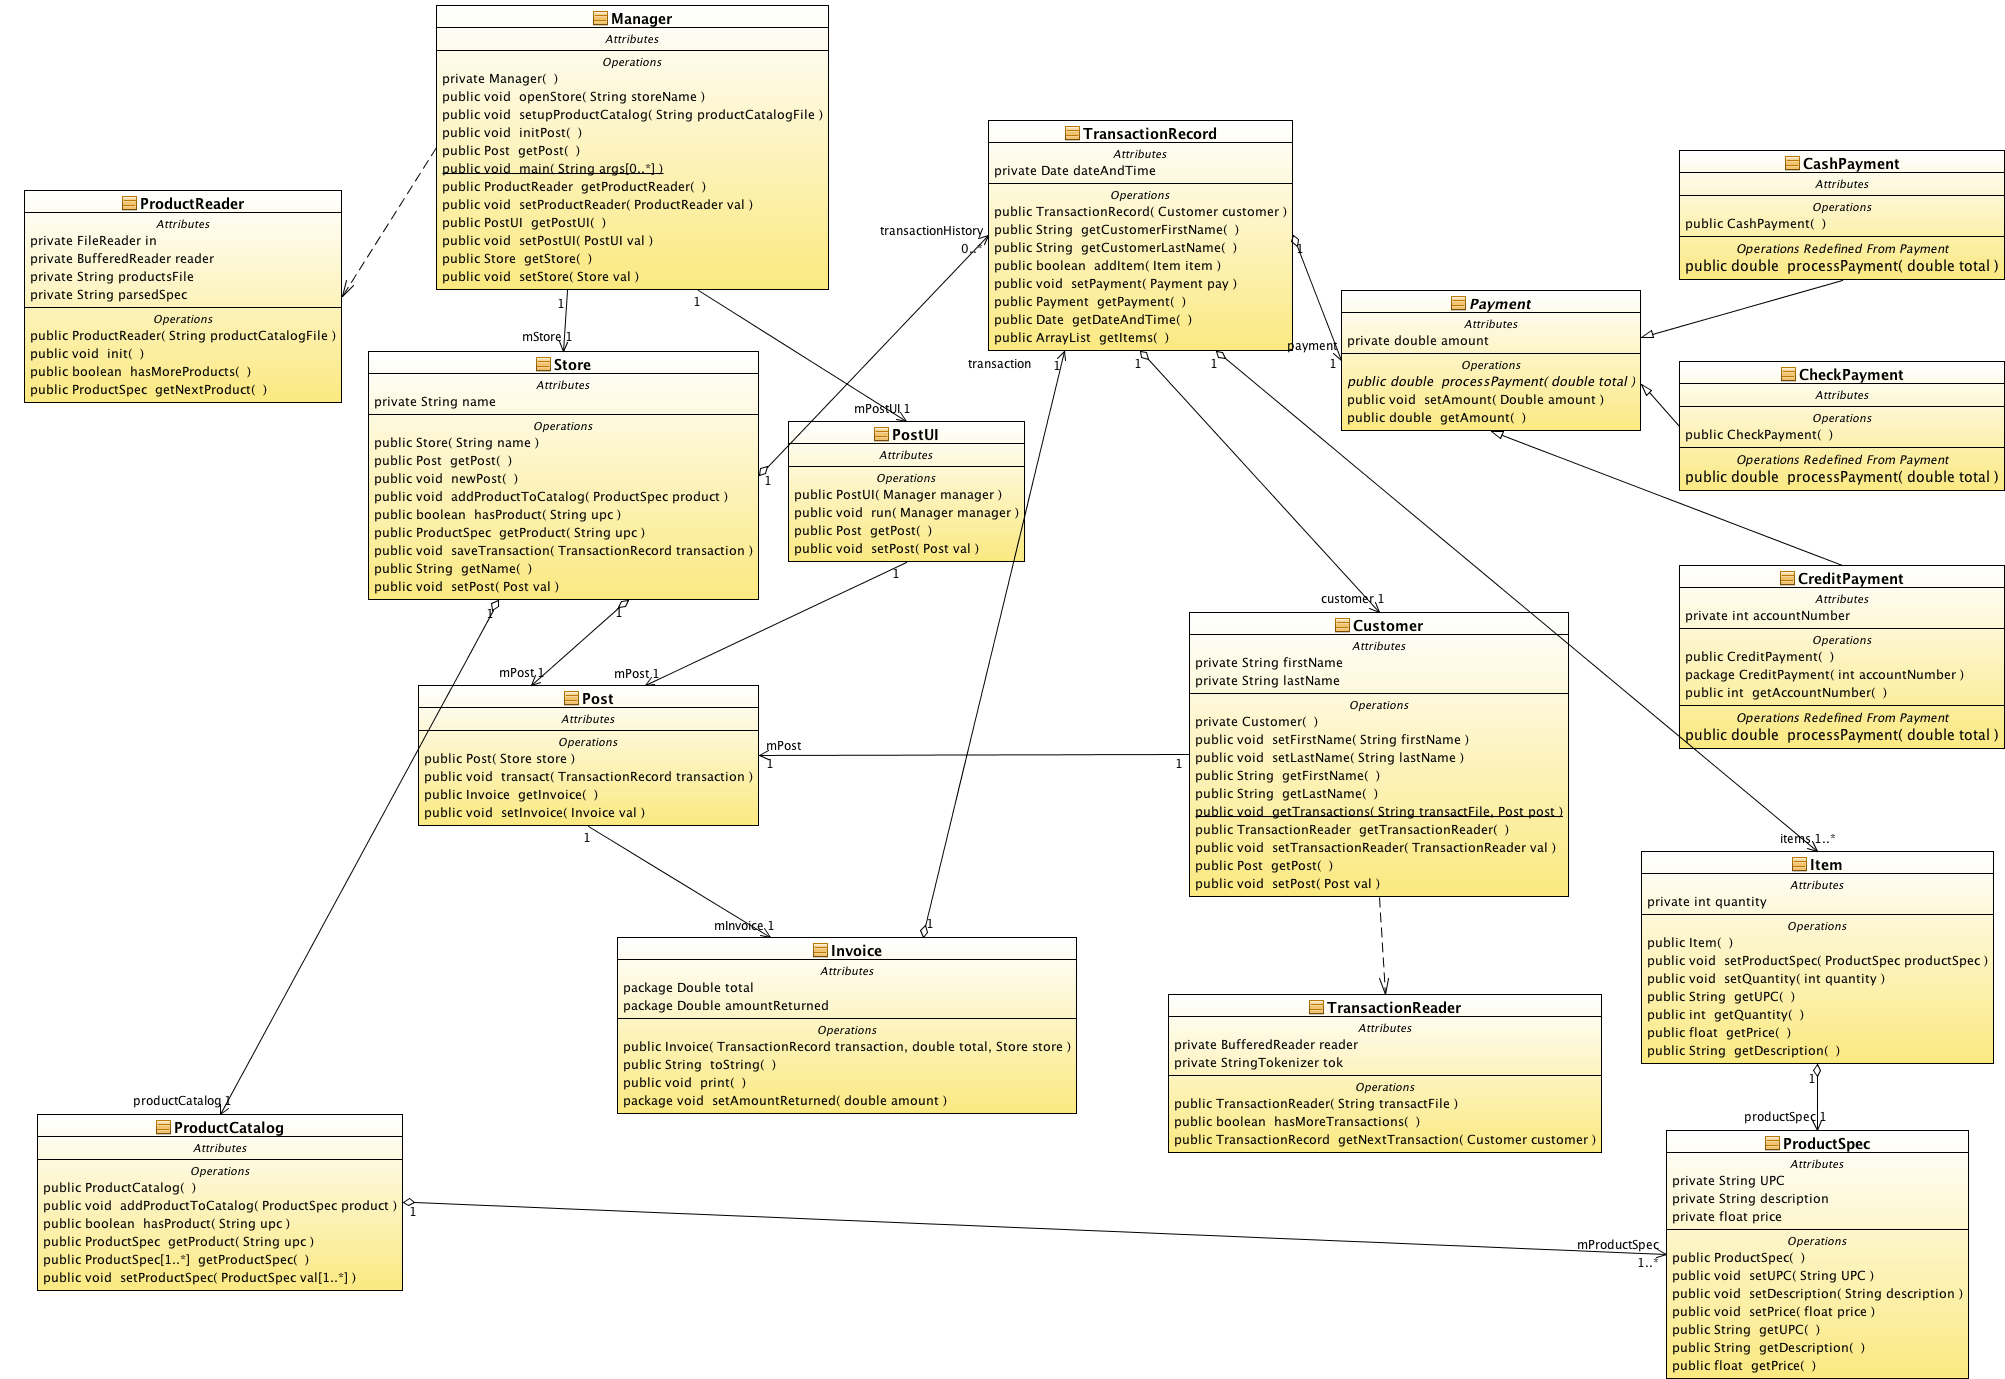 Manager
Attributes
Operations
private Manager(  )
public void  openStore( String storeName )
public void  setupProductCatalog( String productCatalogFile )
public void  initPost(  )
public Post  getPost(  )
public void  main( String args[0..*] )
public ProductReader  getProductReader(  )
public void  setProductReader( ProductReader val )
public PostUI  getPostUI(  )
public void  setPostUI( PostUI val )
public Store  getStore(  )
public void  setStore( Store val )
1
1
mStore 1
mPostUI 1
ProductReader
Attributes
private FileReader in
private BufferedReader reader
private String productsFile
private String parsedSpec
Operations
public ProductReader( String productCatalogFile )
public void  init(  )
public boolean  hasMoreProducts(  )
public ProductSpec  getNextProduct(  )
TransactionRecord
Attributes
private Date dateAndTime
Operations
public TransactionRecord( Customer customer )
public String  getCustomerFirstName(  )
public String  getCustomerLastName(  )
public boolean  addItem( Item item )
public void  setPayment( Payment pay )
public Payment  getPayment(  )
public Date  getDateAndTime(  )
public ArrayList  getItems(  )
transactionHistory
0..*
1
payment
1
transaction
1
1
1
CashPayment
Attributes
Operations
public CashPayment(  )
Operations Redefined From Payment
public double  processPayment( double total )
Payment
Attributes
private double amount
Operations
public double  processPayment( double total )
public void  setAmount( Double amount )
public double  getAmount(  )
CheckPayment
Attributes
Operations
public CheckPayment(  )
Operations Redefined From Payment
public double  processPayment( double total )
Store
Attributes
private String name
Operations
public Store( String name )
public Post  getPost(  )
public void  newPost(  )
public void  addProductToCatalog( ProductSpec product )
public boolean  hasProduct( String upc )
public ProductSpec  getProduct( String upc )
public void  saveTransaction( TransactionRecord transaction )
public String  getName(  )
public void  setPost( Post val )
1
1
1
PostUI
Attributes
Operations
public PostUI( Manager manager )
public void  run( Manager manager )
public Post  getPost(  )
public void  setPost( Post val )
1
mPost 1
mPost 1
CreditPayment
Attributes
private int accountNumber
Operations
public CreditPayment(  )
package CreditPayment( int accountNumber )
public int  getAccountNumber(  )
Operations Redefined From Payment
public double  processPayment( double total )
customer 1
Customer
Attributes
private String firstName
private String lastName
Operations
private Customer(  )
public void  setFirstName( String firstName )
public void  setLastName( String lastName )
public String  getFirstName(  )
public String  getLastName(  )
public void  getTransactions( String transactFile, Post post )
public TransactionReader  getTransactionReader(  )
public void  setTransactionReader( TransactionReader val )
public Post  getPost(  )
public void  setPost( Post val )
Post
Attributes
Operations
public Post( Store store )
public void  transact( TransactionRecord transaction )
public Invoice  getInvoice(  )
public void  setInvoice( Invoice val )
mPost
1
1
1
mInvoice 1
1
Invoice
Attributes
package Double total
package Double amountReturned
Operations
public Invoice( TransactionRecord transaction, double total, Store store )
public String  toString(  )
public void  print(  )
package void  setAmountReturned( double amount )
items 1..*
Item
Attributes
private int quantity
Operations
public Item(  )
public void  setProductSpec( ProductSpec productSpec )
public void  setQuantity( int quantity )
public String  getUPC(  )
public int  getQuantity(  )
public float  getPrice(  )
public String  getDescription(  )
1
productSpec 1
TransactionReader
Attributes
private BufferedReader reader
private StringTokenizer tok
Operations
public TransactionReader( String transactFile )
public boolean  hasMoreTransactions(  )
public TransactionRecord  getNextTransaction( Customer customer )
productCatalog 1
ProductCatalog
Attributes
Operations
public ProductCatalog(  )
public void  addProductToCatalog( ProductSpec product )
public boolean  hasProduct( String upc )
public ProductSpec  getProduct( String upc )
public ProductSpec[1..*]  getProductSpec(  )
public void  setProductSpec( ProductSpec val[1..*] )
1
mProductSpec
1..*
ProductSpec
Attributes
private String UPC
private String description
private float price
Operations
public ProductSpec(  )
public void  setUPC( String UPC )
public void  setDescription( String description )
public void  setPrice( float price )
public String  getUPC(  )
public String  getDescription(  )
public float  getPrice(  )